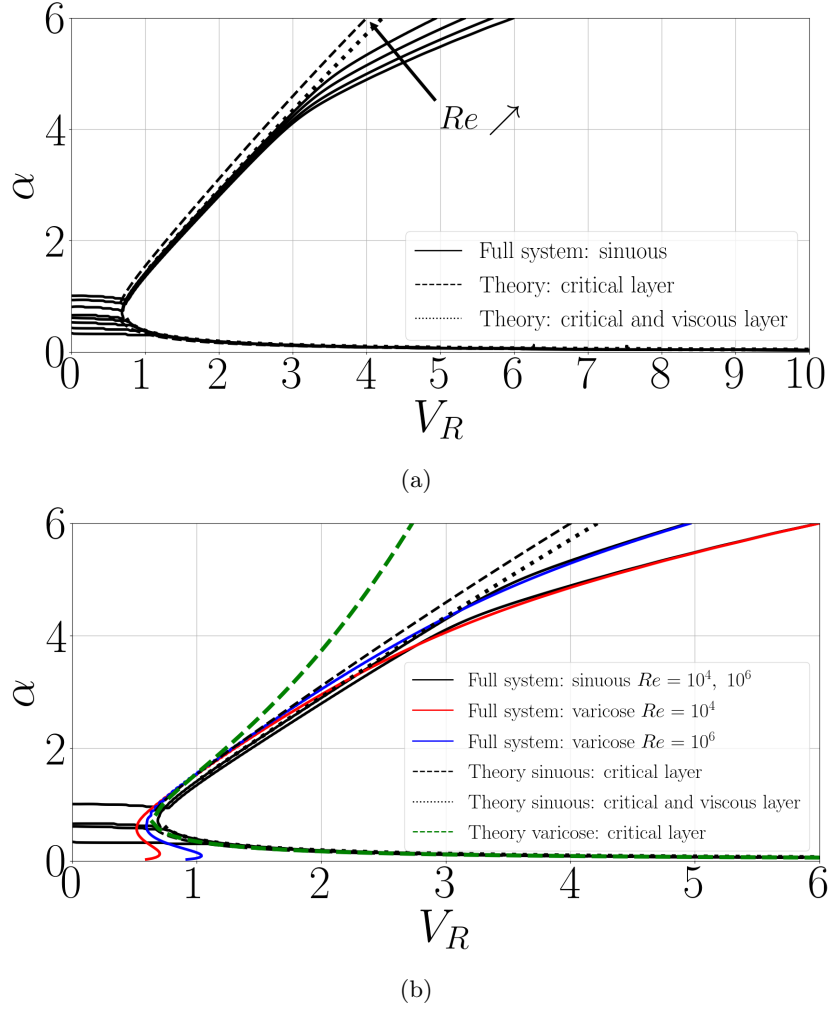 6
4
2
0
α
Re ↗
Full system: sinuous
Theory: critical layer
Theory: critical and viscous layer
0 1 2 3 4 5 6 7 8 9 10
V_R
(a)
6
4
2
0
α
Full system: sinuous Re = 10^4, 10^6
Full system: varicose Re = 10^4
Full system: varicose Re = 10^6
Theory sinuous: critical layer
Theory sinuous: critical and viscous layer
Theory varicose: critical layer
0 1 2 3 4 5 6
V_R
(b)